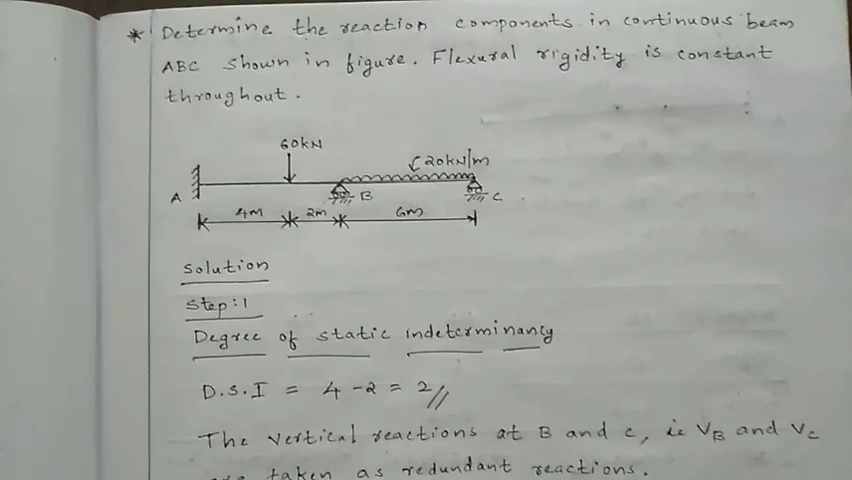 * Determine the reaction components in continuous beam
ABC shown in figure. Flexural rigidity is constant
throughout.
60kN
20kN/m
A
B
C
4m
2m
6m
Solution
Step:1
Degree of static indeterminancy
D.S.I = 4-2 = 2//
The vertical reactions at B and C, ie VB and VC
are taken as redundant reactions.